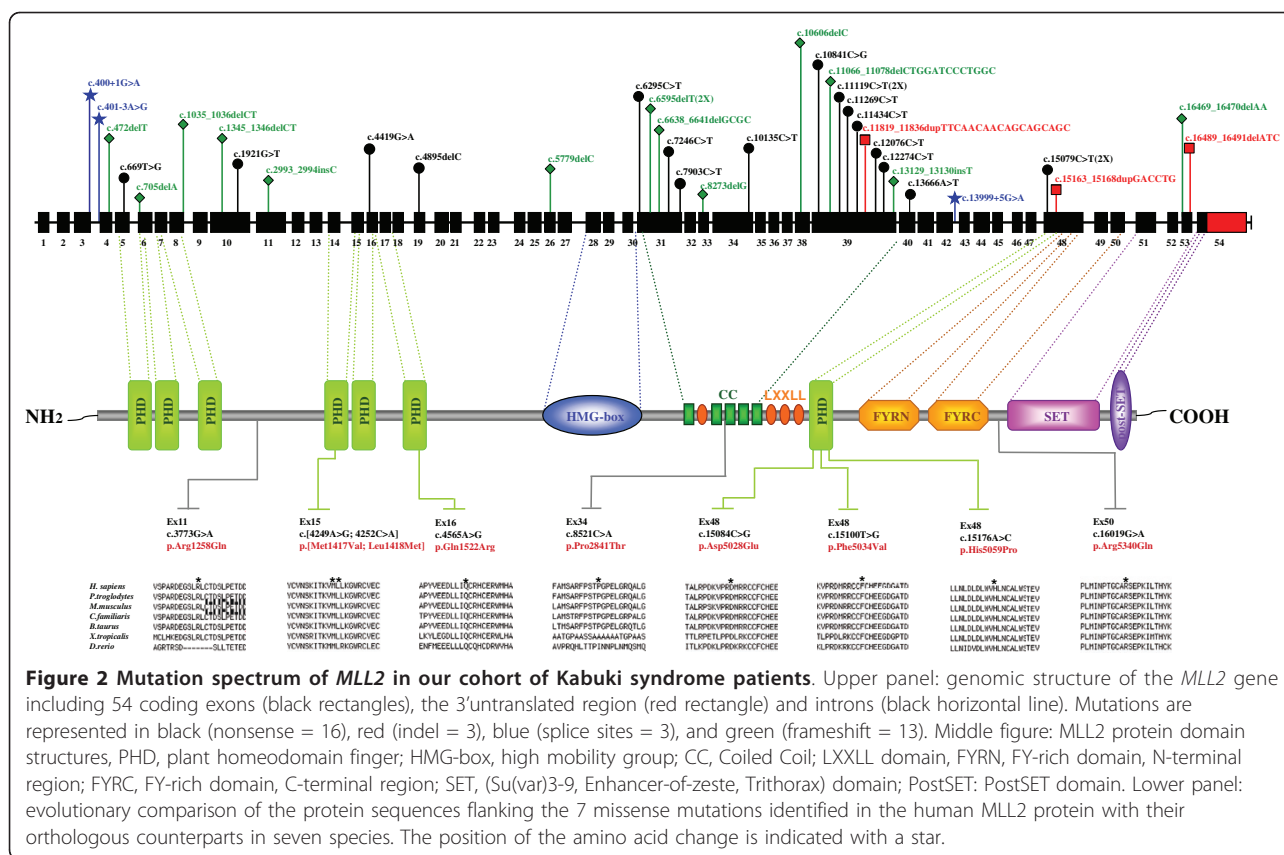 c.10606delC
c.10841C>G
c.11066_11078delCTGGATCCCTGGC
c.400+1G>A
c.6295C>T
c.11119C>T(2X)
c.401-3A>G
c.6595delT(2X)
c.11269C>T
c.16469_16470delAA
c.1035_1036delCT
c.6638_6641delGCGC
c.11434C>T
c.472delT
c.1345_1346delCT
c.4419G>A
c.7246C>T
c.10135C>T
c.11819_11836dupTTCAACAACAGCAGCAGC
c.16489_16491delATC
c.669T>G
c.1921G>T
c.4895delC
c.5779delC
c.12076C>T
c.15079C>T(2X)
c.705delA
c.2993_2994insC
c.7903C>T
c.12274C>T
c.8273delG
c.13129_13130insT
c.15163_15168dupGACCTG
c.13666A>T
c.13999+5G>A
1 2 3 4 5 6 7 8 9 10 11 12 13 14 15 16 17 18 19 20 21 22 23 24 25 26 27 28 29 30 31 32 33 34 35 36 37 38 39 40 41 42 43 44 45 46 47 48 49 50 51 52 53 54
NH2 PHD PHD PHD PHD PHD PHD HMG-box CC LXXLL PHD FYRN FYRC SET post-SET COOH
Ex11
c.3773G>A
p.Arg1258Gln
Ex15
c.[4249A>G; 4252C>A]
p.[Met1417Val; Leu1418Met]
Ex16
c.4565A>G
p.Gln1522Arg
Ex34
c.8521C>A
p.Pro2841Thr
Ex48
c.15084C>G
p.Asp5028Glu
Ex48
c.15100T>G
p.Phe5034Val
Ex48
c.15176A>C
p.His5059Pro
Ex50
c.16019G>A
p.Arg5340Gln
* ** * * * * * *
H. sapiens VSPARDEGSLRLCTDSLPETDD YCVNSKITKVMLLKGWRCVEC APYVEEDLLIQCRHCERWMHA FAMSARFPSTPGPELGRQALG TALRPDKVPRDMRRCCFCHEE KVPRDMRRCCFCHEEGDGATD LLNLDLDLWVHLNCALWSTEV PLMINPTGCARSEPKILTHYK
P.troglodytes
M.musculus
C.familiaris
B.taurus
X.tropicalis
D.rerio
Figure 2 Mutation spectrum of MLL2 in our cohort of Kabuki syndrome patients. Upper panel: genomic structure of the MLL2 gene
including 54 coding exons (black rectangles), the 3'untranslated region (red rectangle) and introns (black horizontal line). Mutations are
represented in black (nonsense = 16), red (indel = 3), blue (splice sites = 3), and green (frameshift = 13). Middle figure: MLL2 protein domain
structures, PHD, plant homeodomain finger; HMG-box, high mobility group; CC, Coiled Coil; LXXLL domain, FYRN, FY-rich domain, N-terminal
region; FYRC, FY-rich domain, C-terminal region; SET, (Su(var)3-9, Enhancer-of-zeste, Trithorax) domain; PostSET: PostSET domain. Lower panel:
evolutionary comparison of the protein sequences flanking the 7 missense mutations identified in the human MLL2 protein with their
orthologous counterparts in seven species. The position of the amino acid change is indicated with a star.